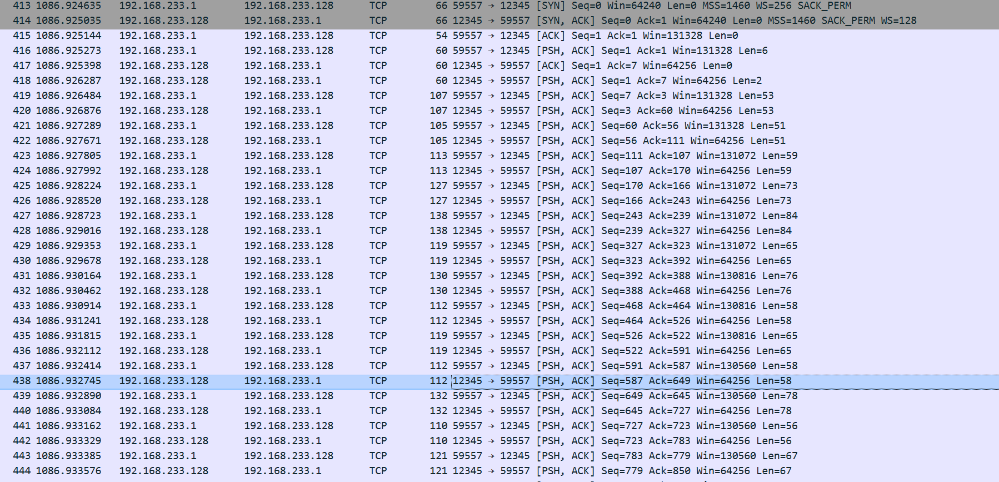 413 1086.924635 192.168.233.1 192.168.233.128 TCP 66 59557 → 12345 [SYN] Seq=0 Win=64240 Len=0 MSS=1460 WS=256 SACK_PERM
414 1086.925035 192.168.233.128 192.168.233.1 TCP 66 12345 → 59557 [SYN, ACK] Seq=0 Ack=1 Win=64240 Len=0 MSS=1460 SACK_PERM WS=128
415 1086.925144 192.168.233.1 192.168.233.128 TCP 54 59557 → 12345 [ACK] Seq=1 Ack=1 Win=131328 Len=0
416 1086.925273 192.168.233.1 192.168.233.128 TCP 60 59557 → 12345 [PSH, ACK] Seq=1 Ack=1 Win=131328 Len=6
417 1086.925398 192.168.233.128 192.168.233.1 TCP 60 12345 → 59557 [ACK] Seq=1 Ack=7 Win=64256 Len=0
418 1086.926287 192.168.233.128 192.168.233.1 TCP 60 12345 → 59557 [PSH, ACK] Seq=1 Ack=7 Win=64256 Len=2
419 1086.926484 192.168.233.1 192.168.233.128 TCP 107 59557 → 12345 [PSH, ACK] Seq=7 Ack=3 Win=131328 Len=53
420 1086.926876 192.168.233.128 192.168.233.1 TCP 107 12345 → 59557 [PSH, ACK] Seq=3 Ack=60 Win=64256 Len=53
421 1086.927289 192.168.233.1 192.168.233.128 TCP 105 59557 → 12345 [PSH, ACK] Seq=60 Ack=56 Win=131328 Len=51
422 1086.927671 192.168.233.128 192.168.233.1 TCP 105 12345 → 59557 [PSH, ACK] Seq=56 Ack=111 Win=64256 Len=51
423 1086.927805 192.168.233.1 192.168.233.128 TCP 113 59557 → 12345 [PSH, ACK] Seq=111 Ack=107 Win=131072 Len=59
424 1086.927992 192.168.233.128 192.168.233.1 TCP 113 12345 → 59557 [PSH, ACK] Seq=107 Ack=170 Win=64256 Len=59
425 1086.928224 192.168.233.1 192.168.233.128 TCP 127 59557 → 12345 [PSH, ACK] Seq=170 Ack=166 Win=131072 Len=73
426 1086.928520 192.168.233.128 192.168.233.1 TCP 127 12345 → 59557 [PSH, ACK] Seq=166 Ack=243 Win=64256 Len=73
427 1086.928723 192.168.233.1 192.168.233.128 TCP 138 59557 → 12345 [PSH, ACK] Seq=243 Ack=239 Win=131072 Len=84
428 1086.929016 192.168.233.128 192.168.233.1 TCP 138 12345 → 59557 [PSH, ACK] Seq=239 Ack=327 Win=64256 Len=84
429 1086.929353 192.168.233.1 192.168.233.128 TCP 119 59557 → 12345 [PSH, ACK] Seq=327 Ack=323 Win=131072 Len=65
430 1086.929678 192.168.233.128 192.168.233.1 TCP 119 12345 → 59557 [PSH, ACK] Seq=323 Ack=392 Win=64256 Len=65
431 1086.930164 192.168.233.1 192.168.233.128 TCP 130 59557 → 12345 [PSH, ACK] Seq=392 Ack=388 Win=130816 Len=76
432 1086.930462 192.168.233.128 192.168.233.1 TCP 130 12345 → 59557 [PSH, ACK] Seq=388 Ack=468 Win=64256 Len=76
433 1086.930914 192.168.233.1 192.168.233.128 TCP 112 59557 → 12345 [PSH, ACK] Seq=468 Ack=464 Win=130816 Len=58
434 1086.931241 192.168.233.128 192.168.233.1 TCP 112 12345 → 59557 [PSH, ACK] Seq=464 Ack=526 Win=64256 Len=58
435 1086.931815 192.168.233.1 192.168.233.128 TCP 119 59557 → 12345 [PSH, ACK] Seq=526 Ack=522 Win=130816 Len=65
436 1086.932112 192.168.233.128 192.168.233.1 TCP 119 12345 → 59557 [PSH, ACK] Seq=522 Ack=591 Win=64256 Len=65
437 1086.932414 192.168.233.1 192.168.233.128 TCP 112 59557 → 12345 [PSH, ACK] Seq=591 Ack=587 Win=130560 Len=58
438 1086.932745 192.168.233.128 192.168.233.1 TCP 112 12345 → 59557 [PSH, ACK] Seq=587 Ack=649 Win=64256 Len=58
439 1086.932890 192.168.233.1 192.168.233.128 TCP 132 59557 → 12345 [PSH, ACK] Seq=649 Ack=645 Win=130560 Len=78
440 1086.933084 192.168.233.128 192.168.233.1 TCP 132 12345 → 59557 [PSH, ACK] Seq=645 Ack=727 Win=64256 Len=78
441 1086.933162 192.168.233.1 192.168.233.128 TCP 110 59557 → 12345 [PSH, ACK] Seq=727 Ack=723 Win=130560 Len=56
442 1086.933329 192.168.233.128 192.168.233.1 TCP 110 12345 → 59557 [PSH, ACK] Seq=723 Ack=783 Win=64256 Len=56
443 1086.933385 192.168.233.1 192.168.233.128 TCP 121 59557 → 12345 [PSH, ACK] Seq=783 Ack=779 Win=130560 Len=67
444 1086.933576 192.168.233.128 192.168.233.1 TCP 121 12345 → 59557 [PSH, ACK] Seq=779 Ack=850 Win=64256 Len=67